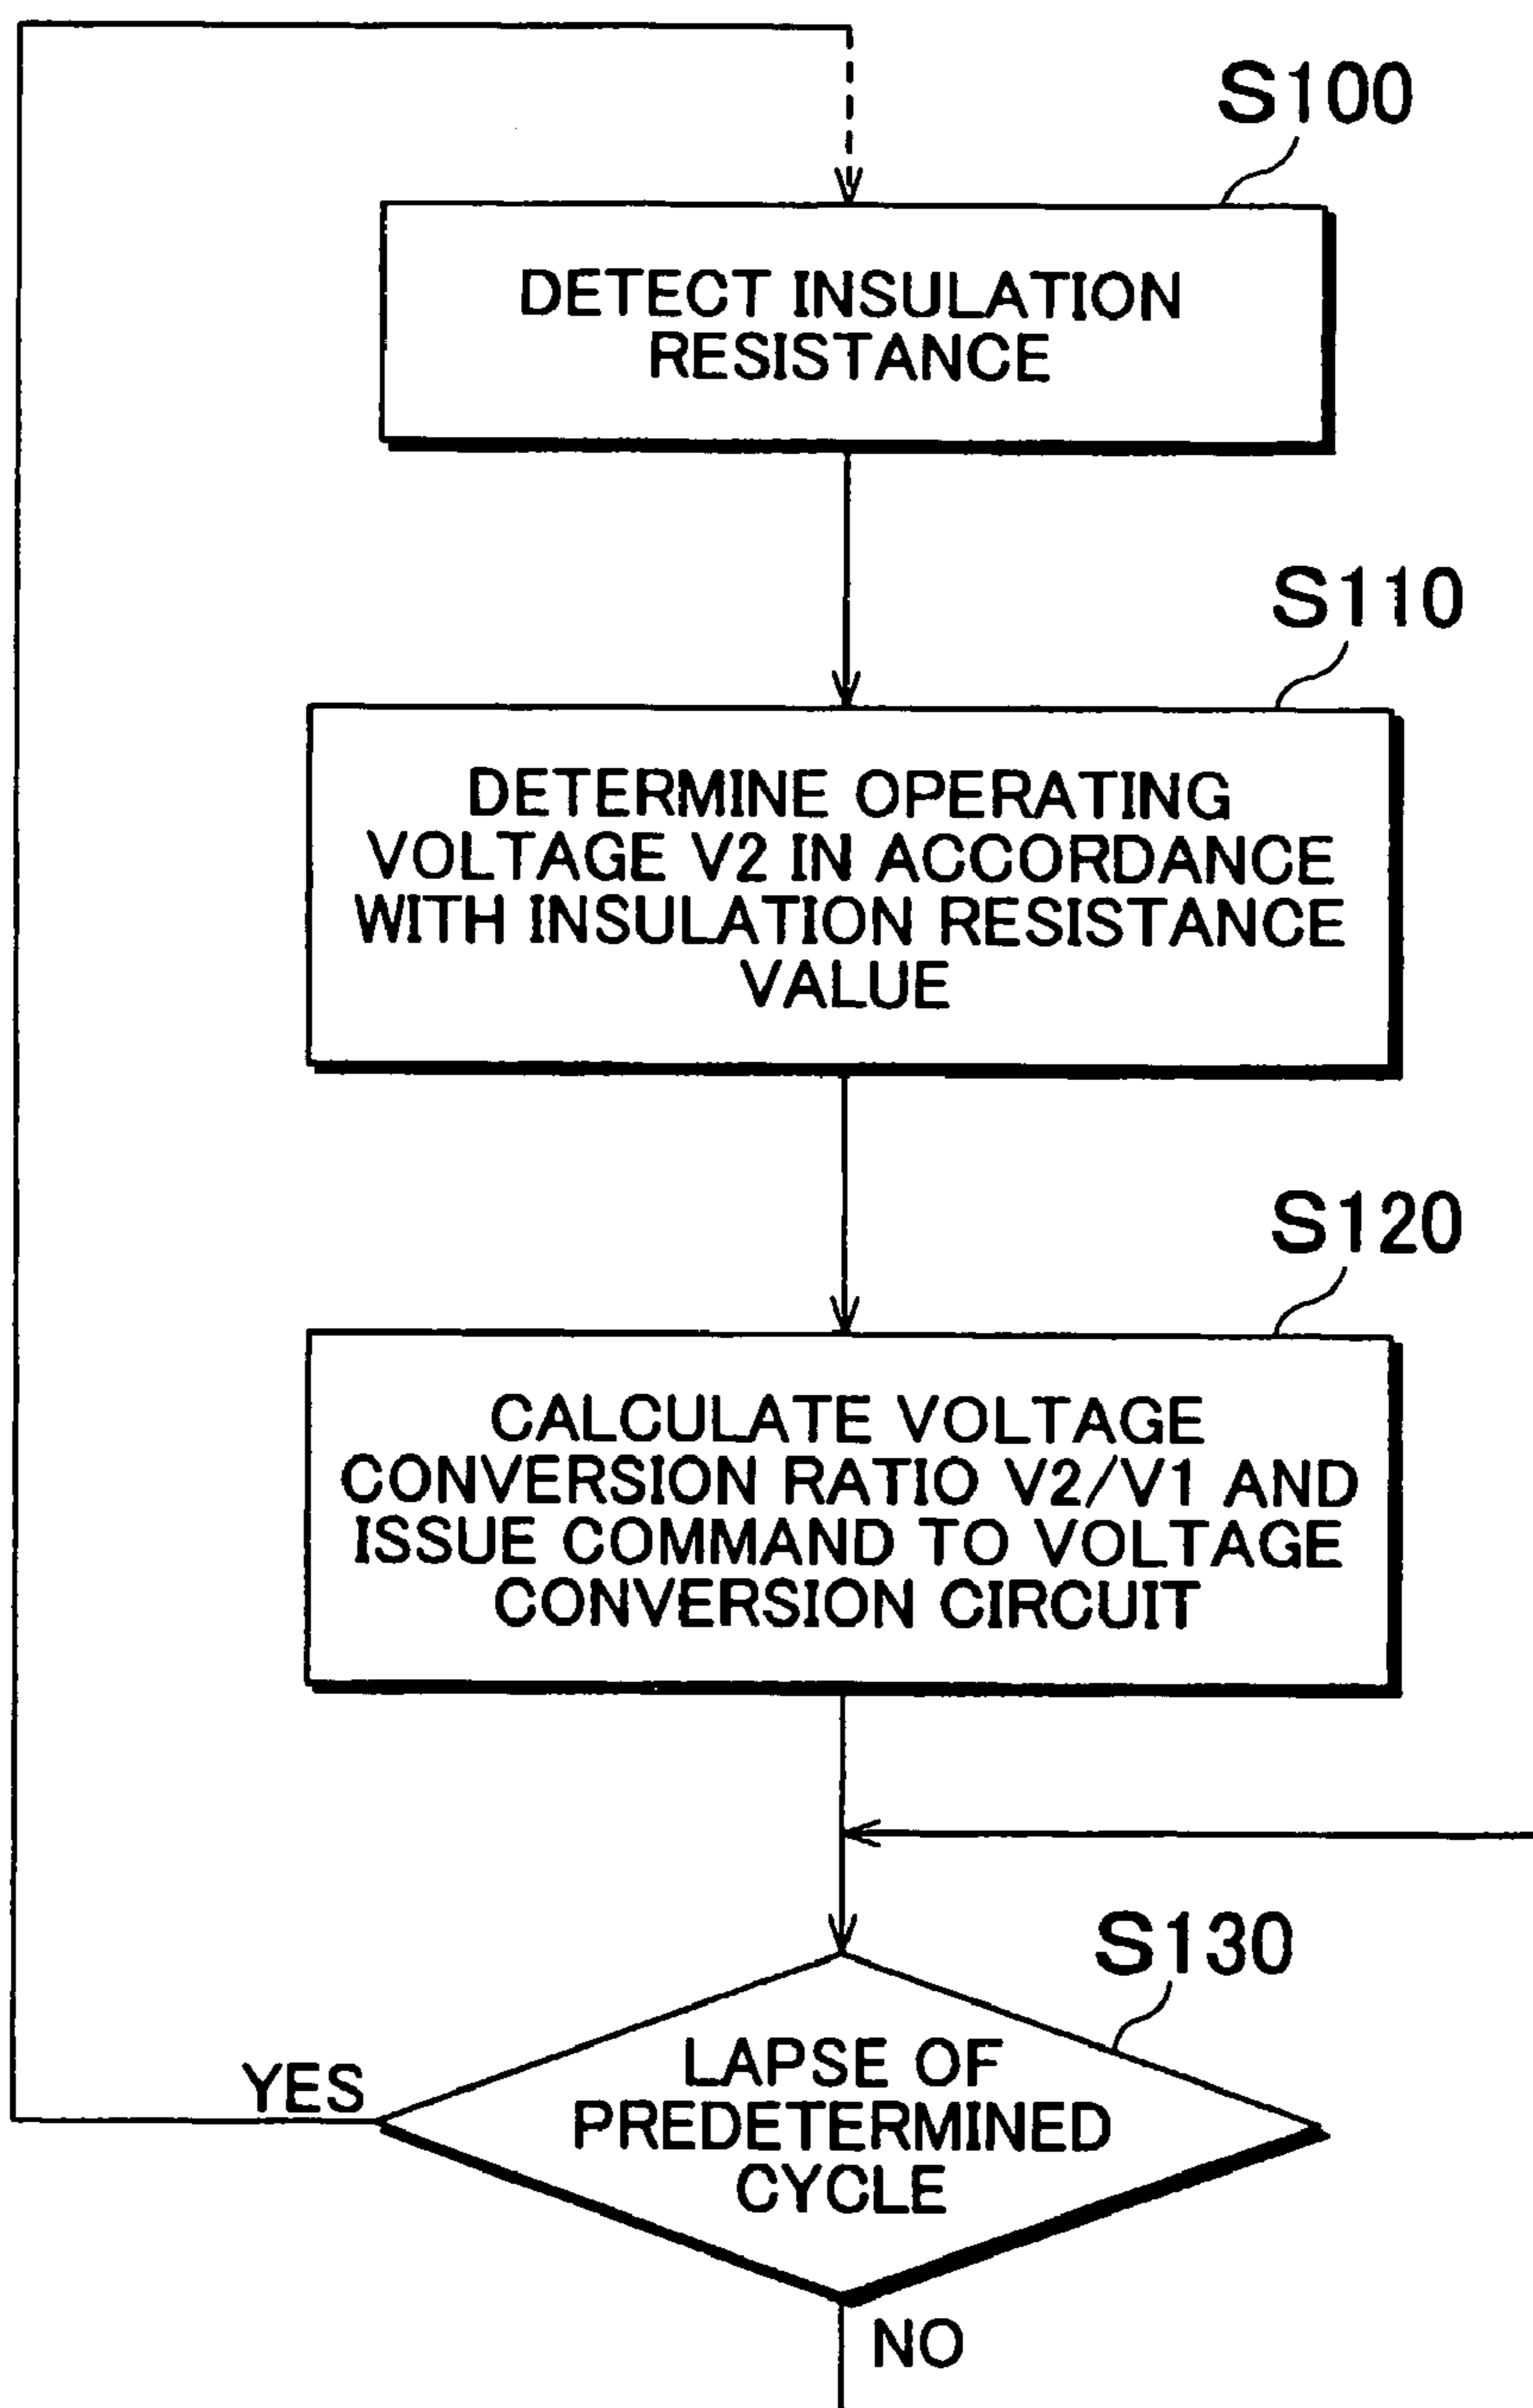 S100
DETECT INSULATION
RESISTANCE
S110
DETERMINE OPERATING
VOLTAGE V2 IN ACCORDANCE
WITH INSULATION RESISTANCE
VALUE
S120
CALCULATE VOLTAGE
CONVERSION RATIO V2/V1 AND
ISSUE COMMAND TO VOLTAGE
CONVERSION CIRCUIT
S130
LAPSE OF
PREDETERMINED
CYCLE
YES
NO